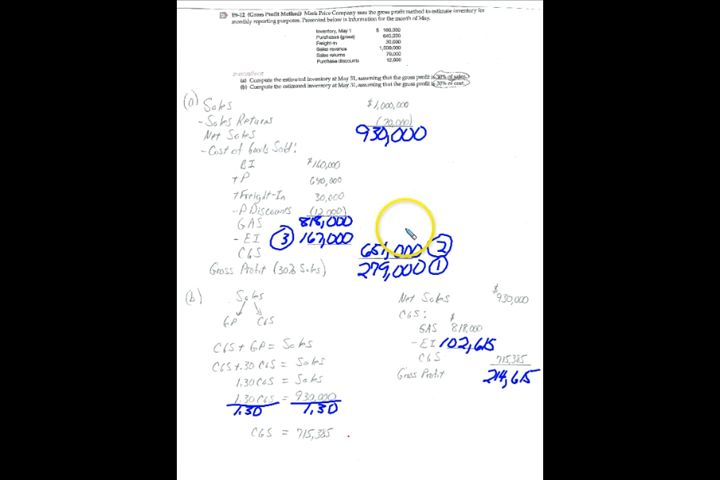 E9-12 (Gross Profit Method) Mark Price Company uses the gross profit method to estimate inventory for
monthly reporting purposes. Presented below is information for the month of May.
Inventory, May 1 $ 160,000
Purchases (gross) 640,000
Freight-in 30,000
Sales revenue 1,000,000
Sales returns 70,000
Purchase discounts 12,000
Instructions
(a) Compute the estimated inventory at May 31, assuming that the gross profit is 30% of sales.
(b) Compute the estimated inventory at May 31, assuming that the gross profit is 30% of cost.
(a) Sales $1,000,000
- Sales Returns (70,000)
Net Sales 930,000
- Cost of Goods Sold:
BI $160,000
+P 640,000
+Freight-In 30,000
-P Discounts (12,000)
GAS 818,000
- EI (3) 167,000
CGS 651,000 (2)
Gross Profit (30% Sales) 279,000 (1)
(b) Sales
GP CGS
CGS + GP = Sales
CGS + .30 CGS = Sales
1.30 CGS = Sales
1.30 CGS = 930,000
1.30 1.30
CGS = 715,385
Net Sales $ 930,000
CGS:
GAS $ 818,000
- EI 102,615
CGS 715,385
Gross Profit 214,615